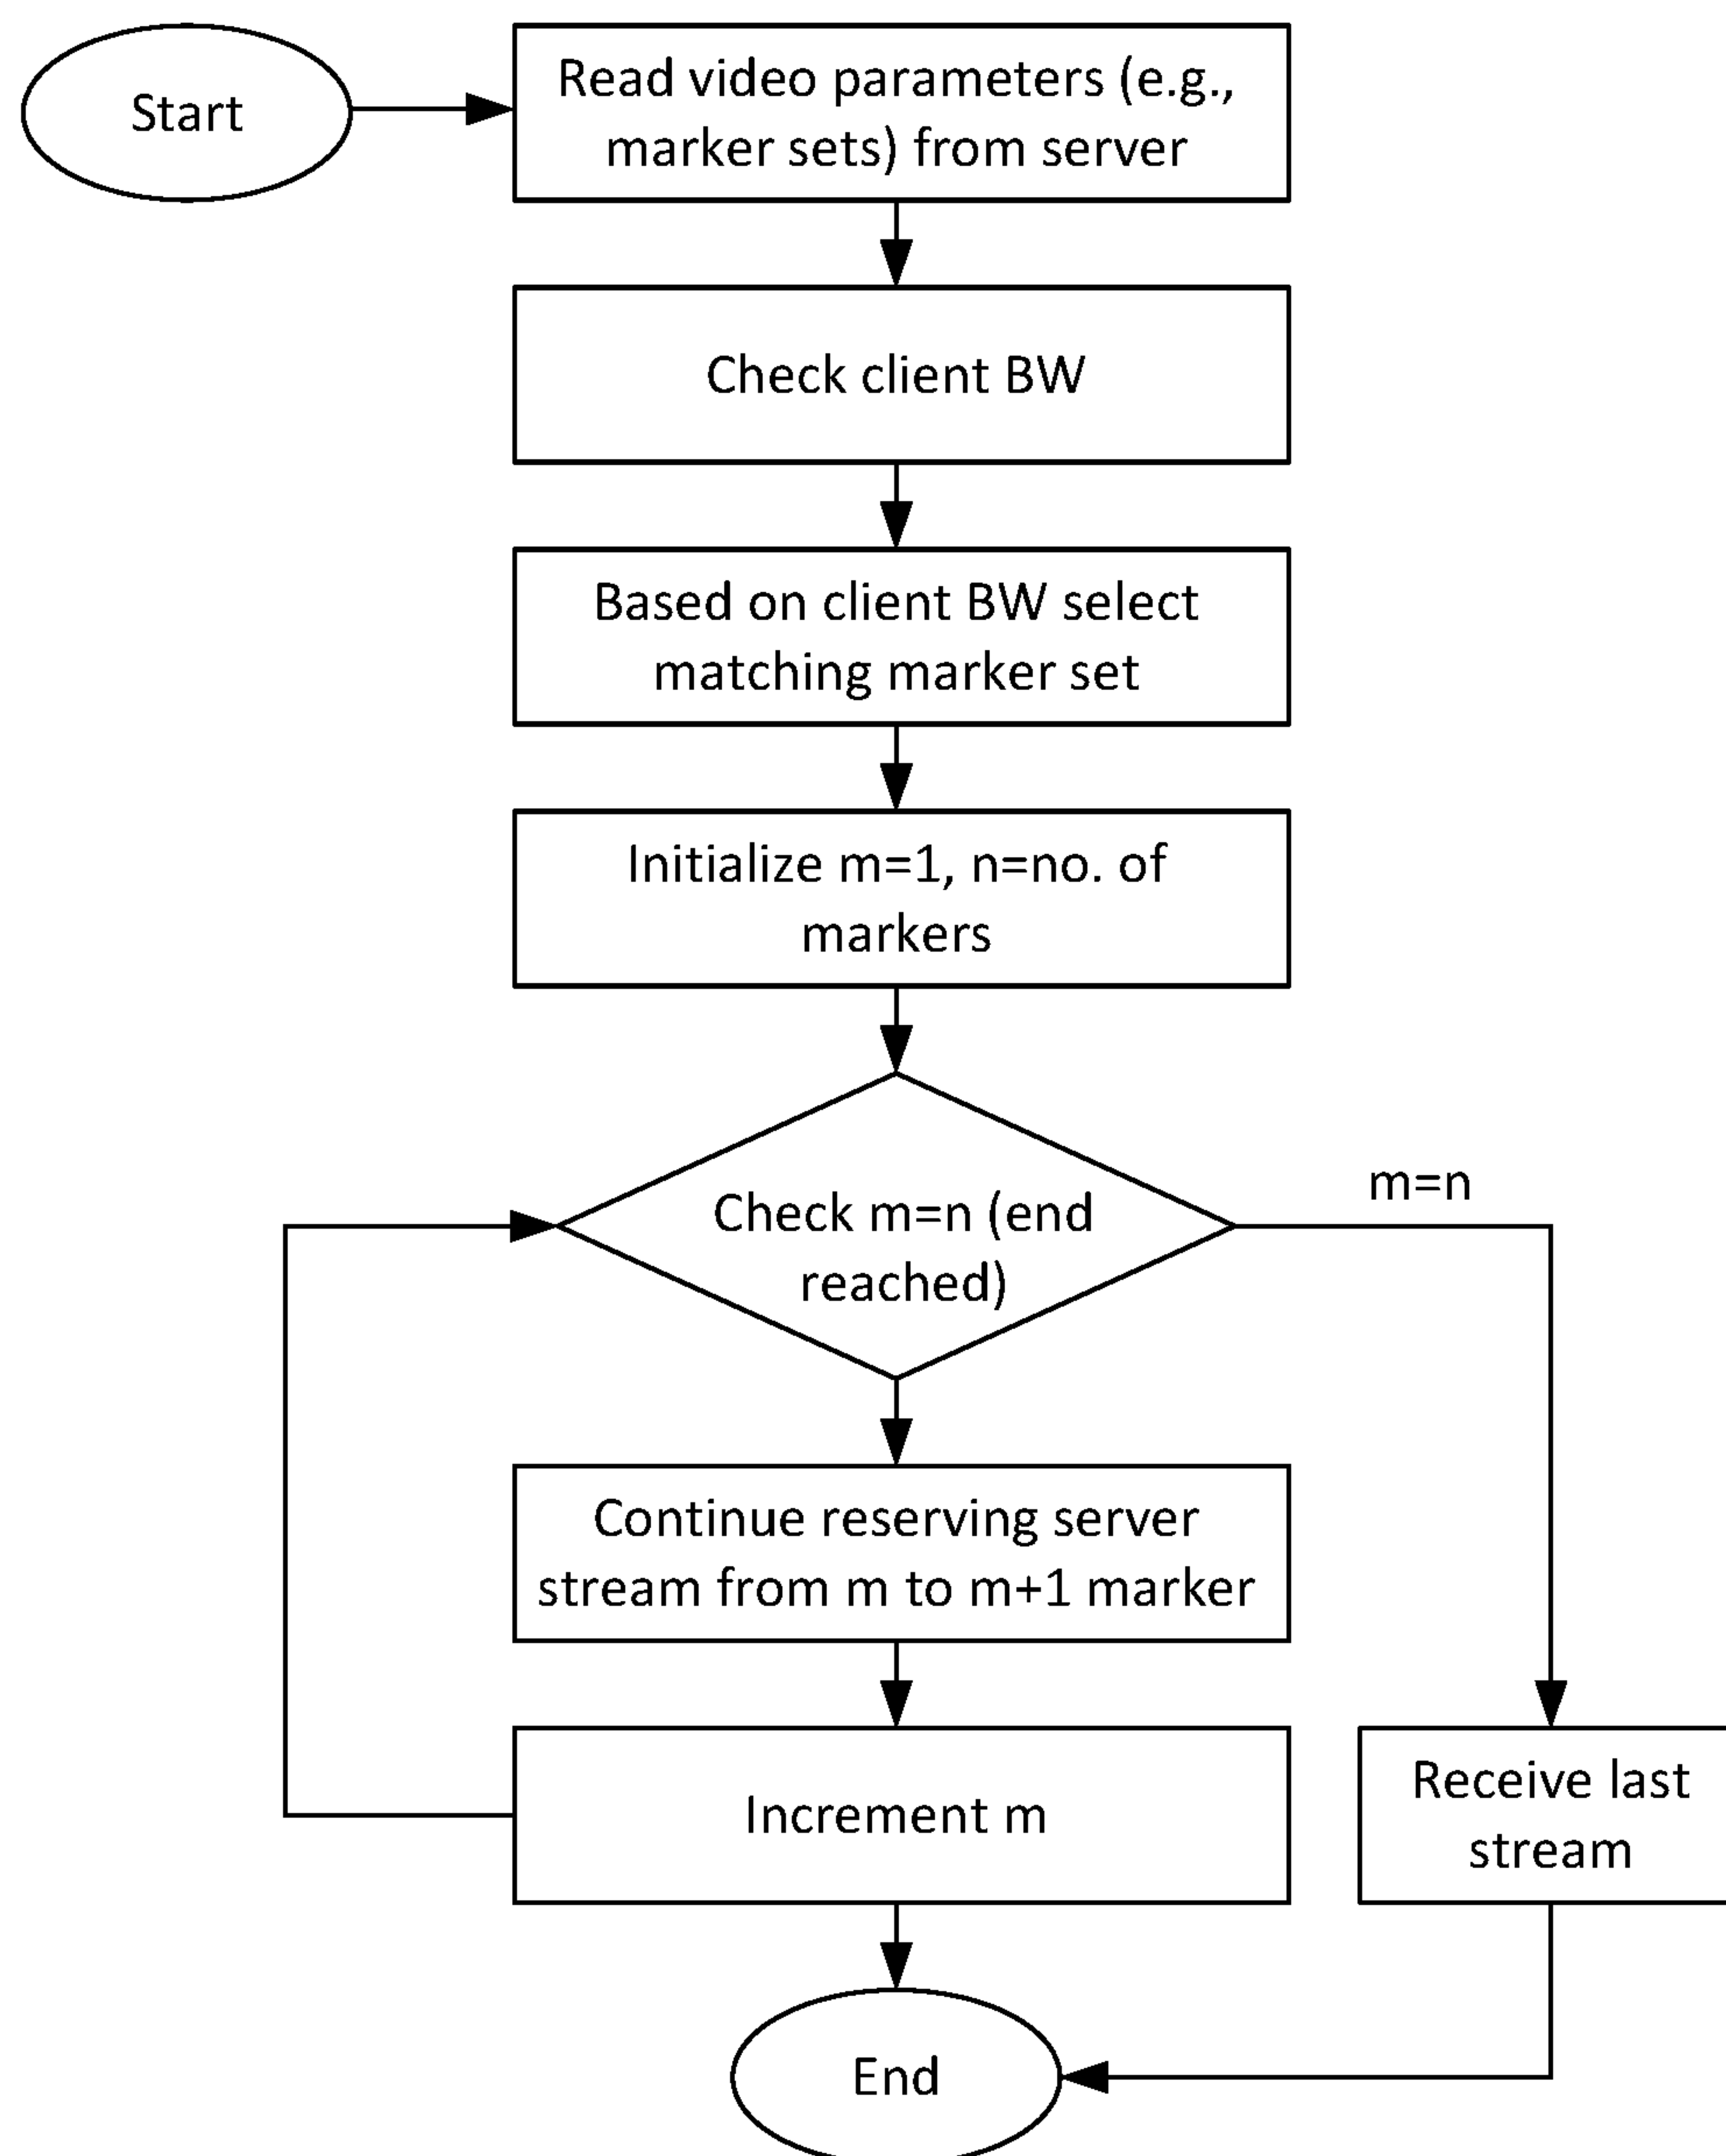 Start
Read video parameters (e.g.,
marker sets) from server
Check client BW
Based on client BW select
matching marker set
Initialize m=1, n=no. of
markers
Check m=n (end
reached)
m=n
Continue reserving server
stream from m to m+1 marker
Increment m
Receive last
stream
End